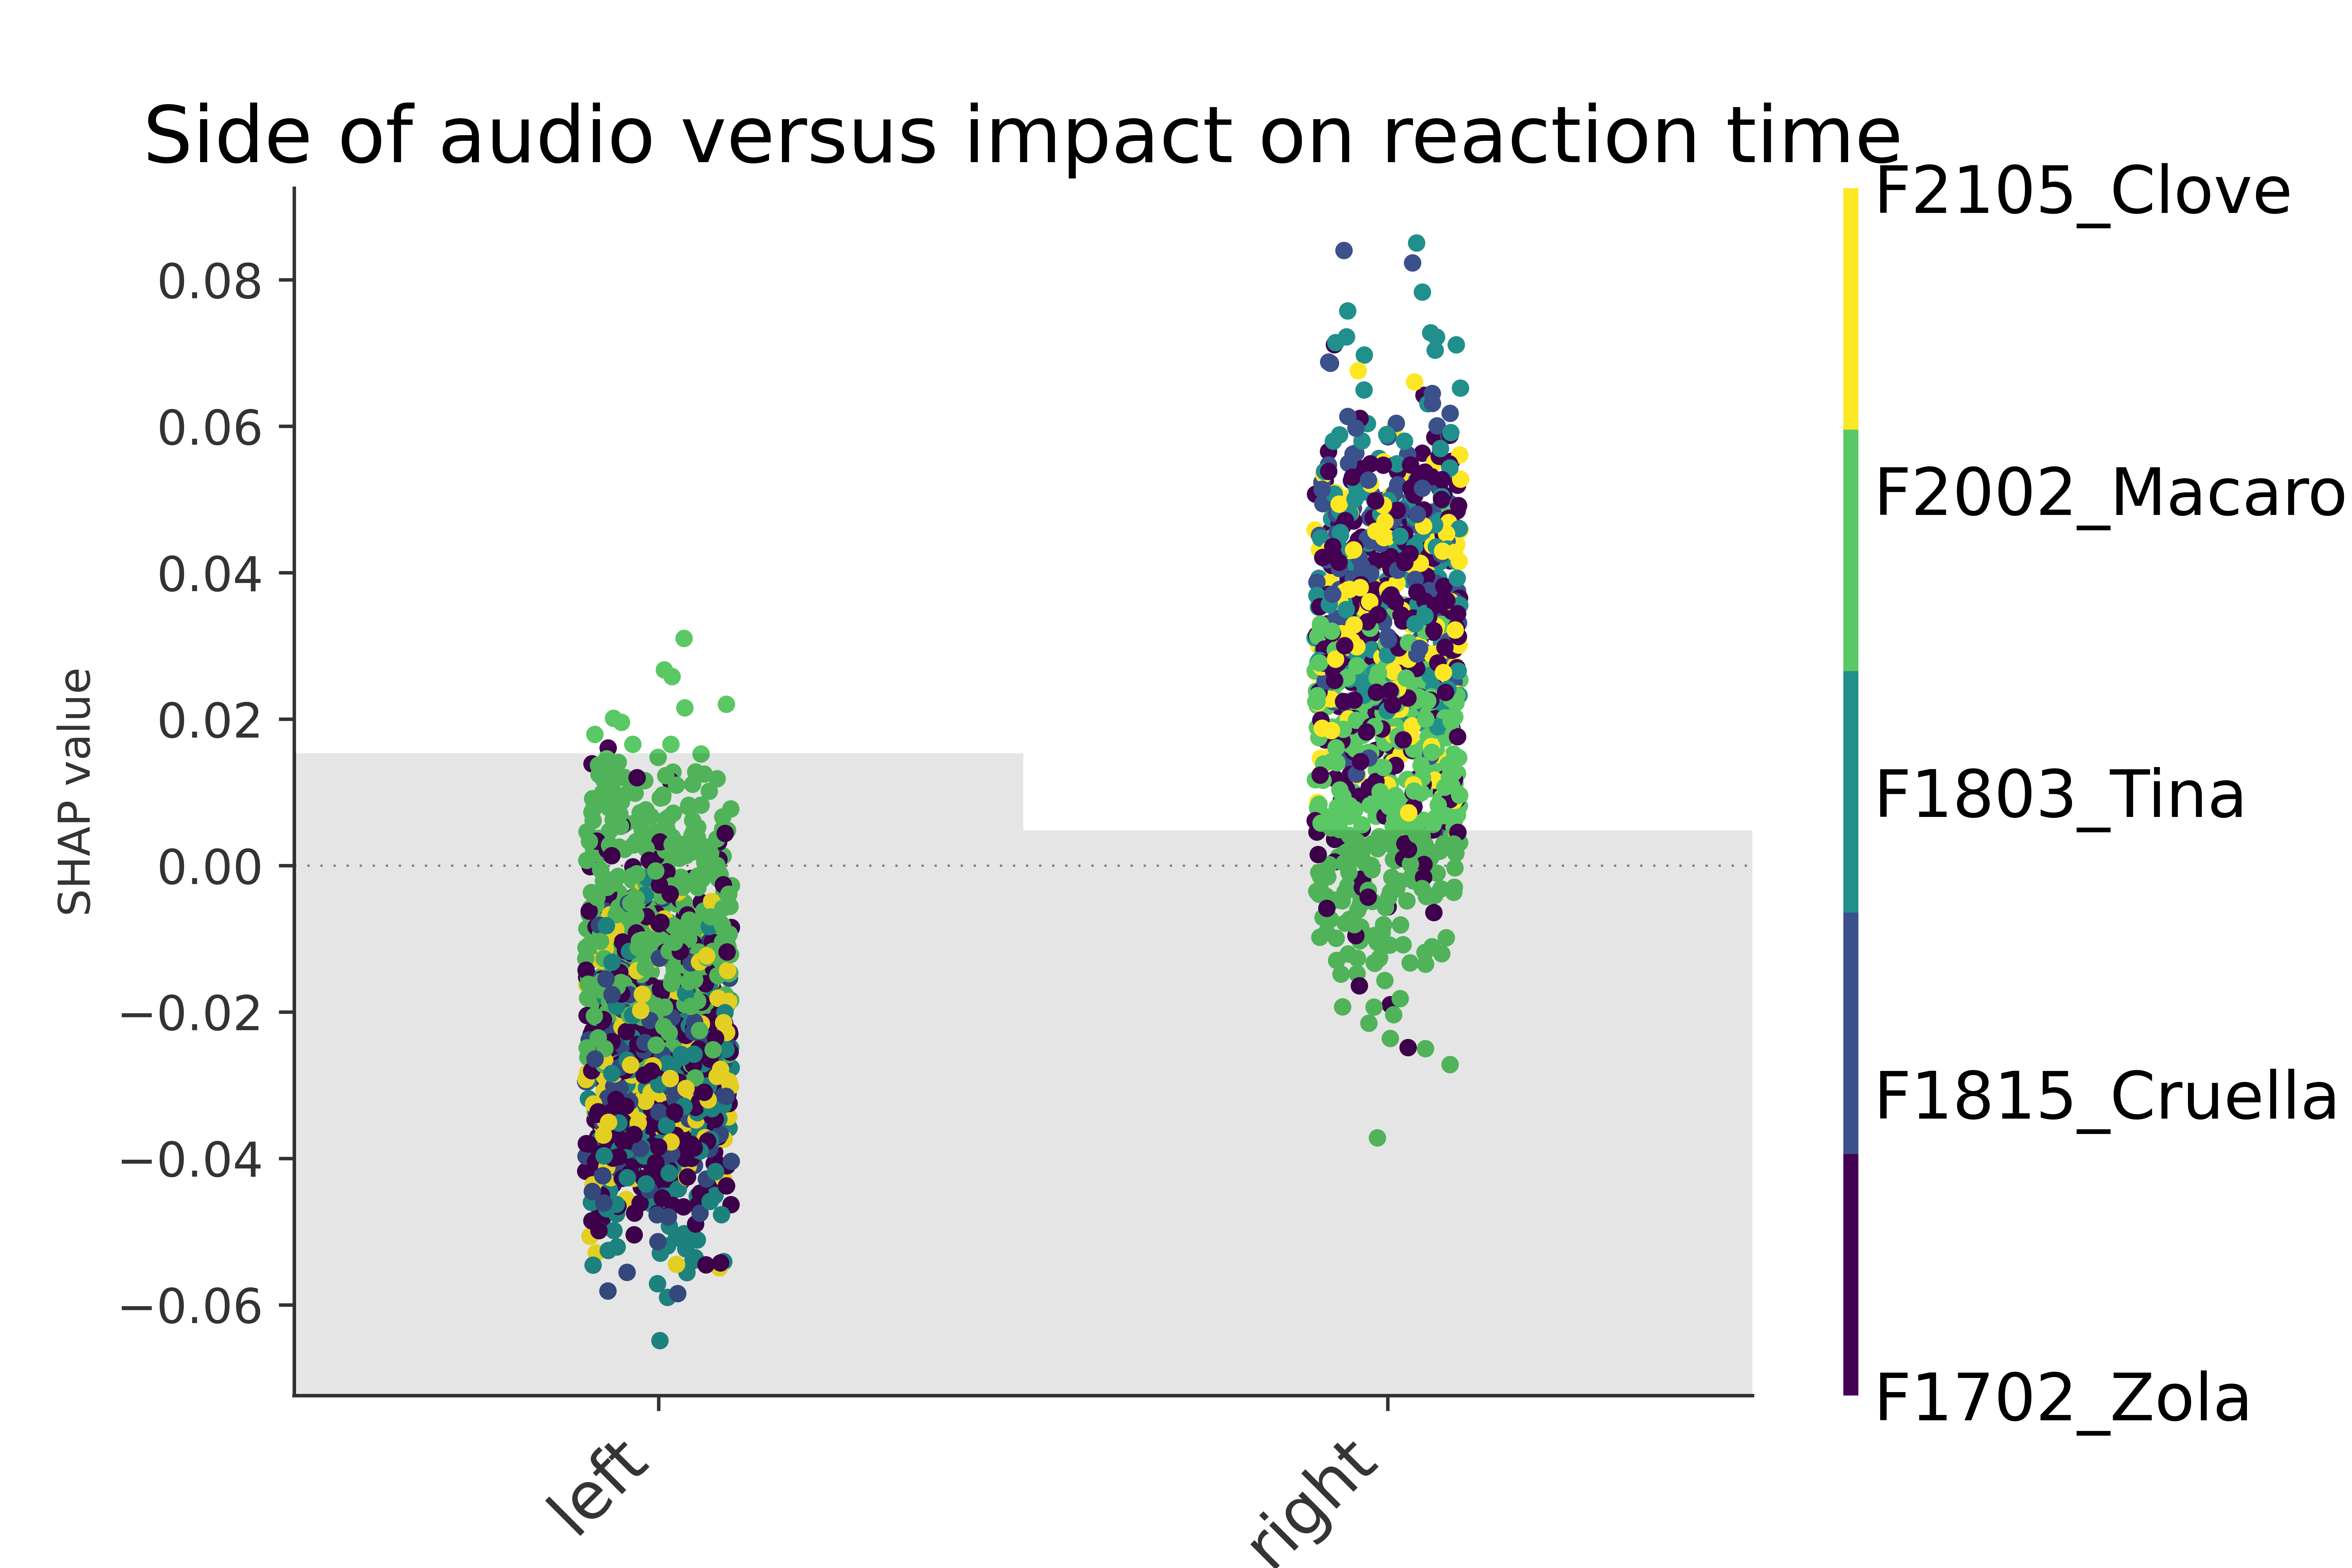 Side of audio versus impact on reaction time
SHAP value
0.08
0.06
0.04
0.02
0.00
−0.02
−0.04
−0.06
left
right
F2105_Clove
F2002_Macaro
F1803_Tina
F1815_Cruella
F1702_Zola